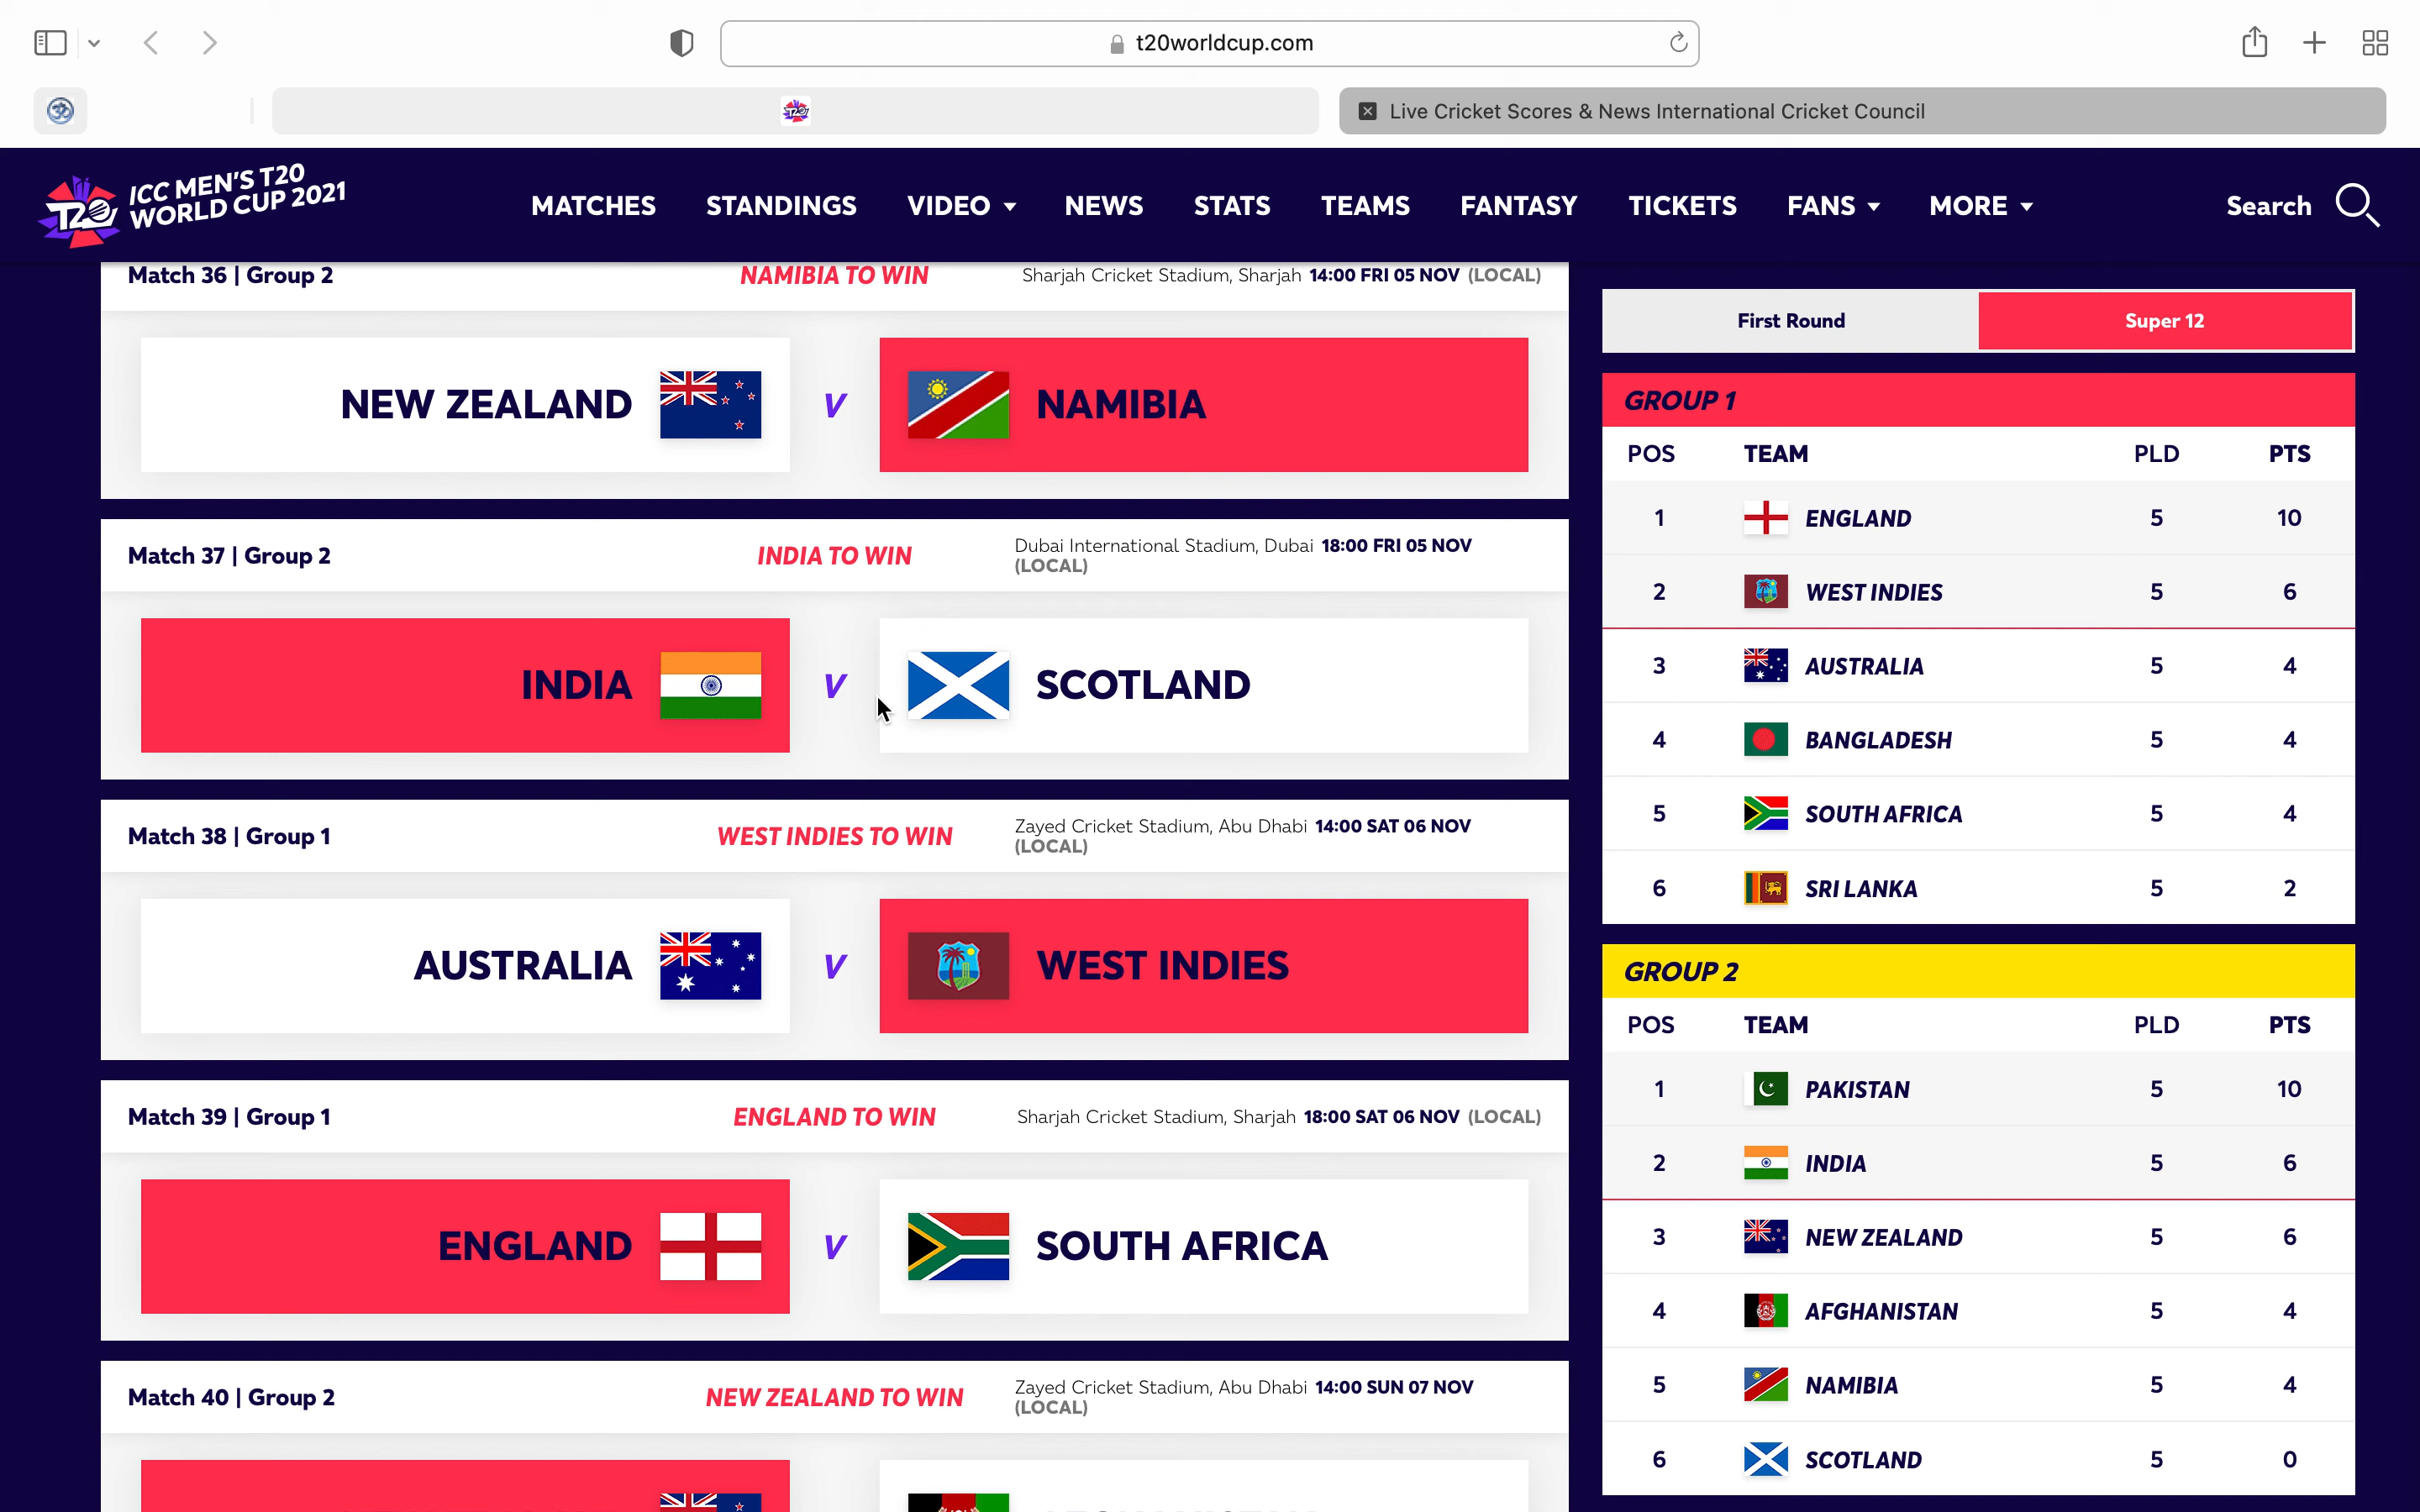 t20worldcup.com
Live Cricket Scores & News International Cricket Council
T20
ICC MEN'S T20
WORLD CUP 2021
MATCHES STANDINGS VIDEO NEWS STATS TEAMS FANTASY TICKETS FANS MORE Search
Match 36 | Group 2 NAMIBIA TO WIN Sharjah Cricket Stadium, Sharjah 14:00 FRI 05 NOV (LOCAL)
NEW ZEALAND V NAMIBIA
Match 37 | Group 2 INDIA TO WIN Dubai International Stadium, Dubai 18:00 FRI 05 NOV
(LOCAL)
INDIA V SCOTLAND
Match 38 | Group 1 WEST INDIES TO WIN Zayed Cricket Stadium, Abu Dhabi 14:00 SAT 06 NOV
(LOCAL)
AUSTRALIA V WEST INDIES
Match 39 | Group 1 ENGLAND TO WIN Sharjah Cricket Stadium, Sharjah 18:00 SAT 06 NOV (LOCAL)
ENGLAND V SOUTH AFRICA
Match 40 | Group 2 NEW ZEALAND TO WIN Zayed Cricket Stadium, Abu Dhabi 14:00 SUN 07 NOV
(LOCAL)
First Round Super 12
GROUP 1
POS TEAM PLD PTS
1 ENGLAND 5 10
2 WEST INDIES 5 6
3 AUSTRALIA 5 4
4 BANGLADESH 5 4
5 SOUTH AFRICA 5 4
6 SRI LANKA 5 2
GROUP 2
POS TEAM PLD PTS
1 PAKISTAN 5 10
2 INDIA 5 6
3 NEW ZEALAND 5 6
4 AFGHANISTAN 5 4
5 NAMIBIA 5 4
6 SCOTLAND 5 0